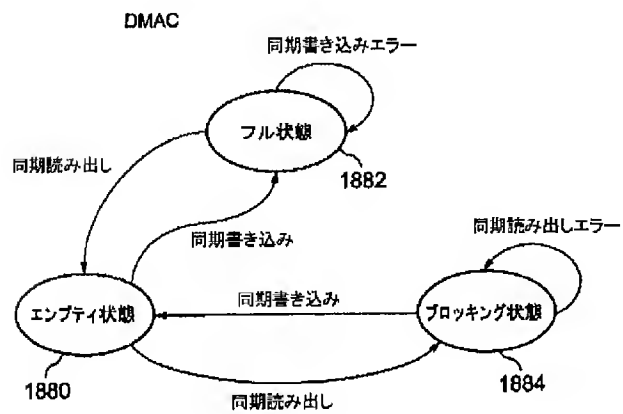 DMAC
同期書き込みエラー
フル状態
同期読み出し
1882
同期書き込み
同期読み出しエラー
エンプティ状態
同期書き込み
ブロッキング状態
1880
同期読み出し
1884